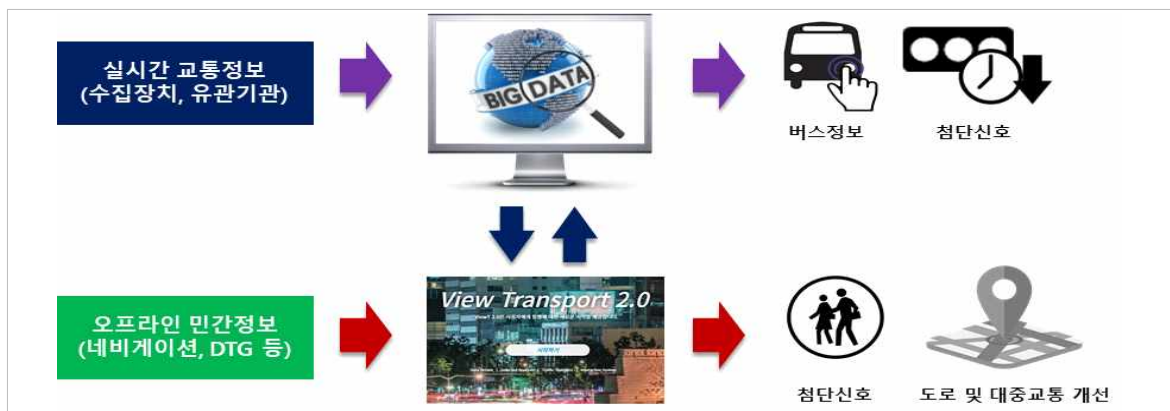 실시간 교통정보
(수집장치, 유관기관)
BIG DATA
버스정보
첨단신호
오프라인 민간정보
(네비게이션, DTG 등)
View Transport 2.0
첨단신호
도로 및 대중교통 개선